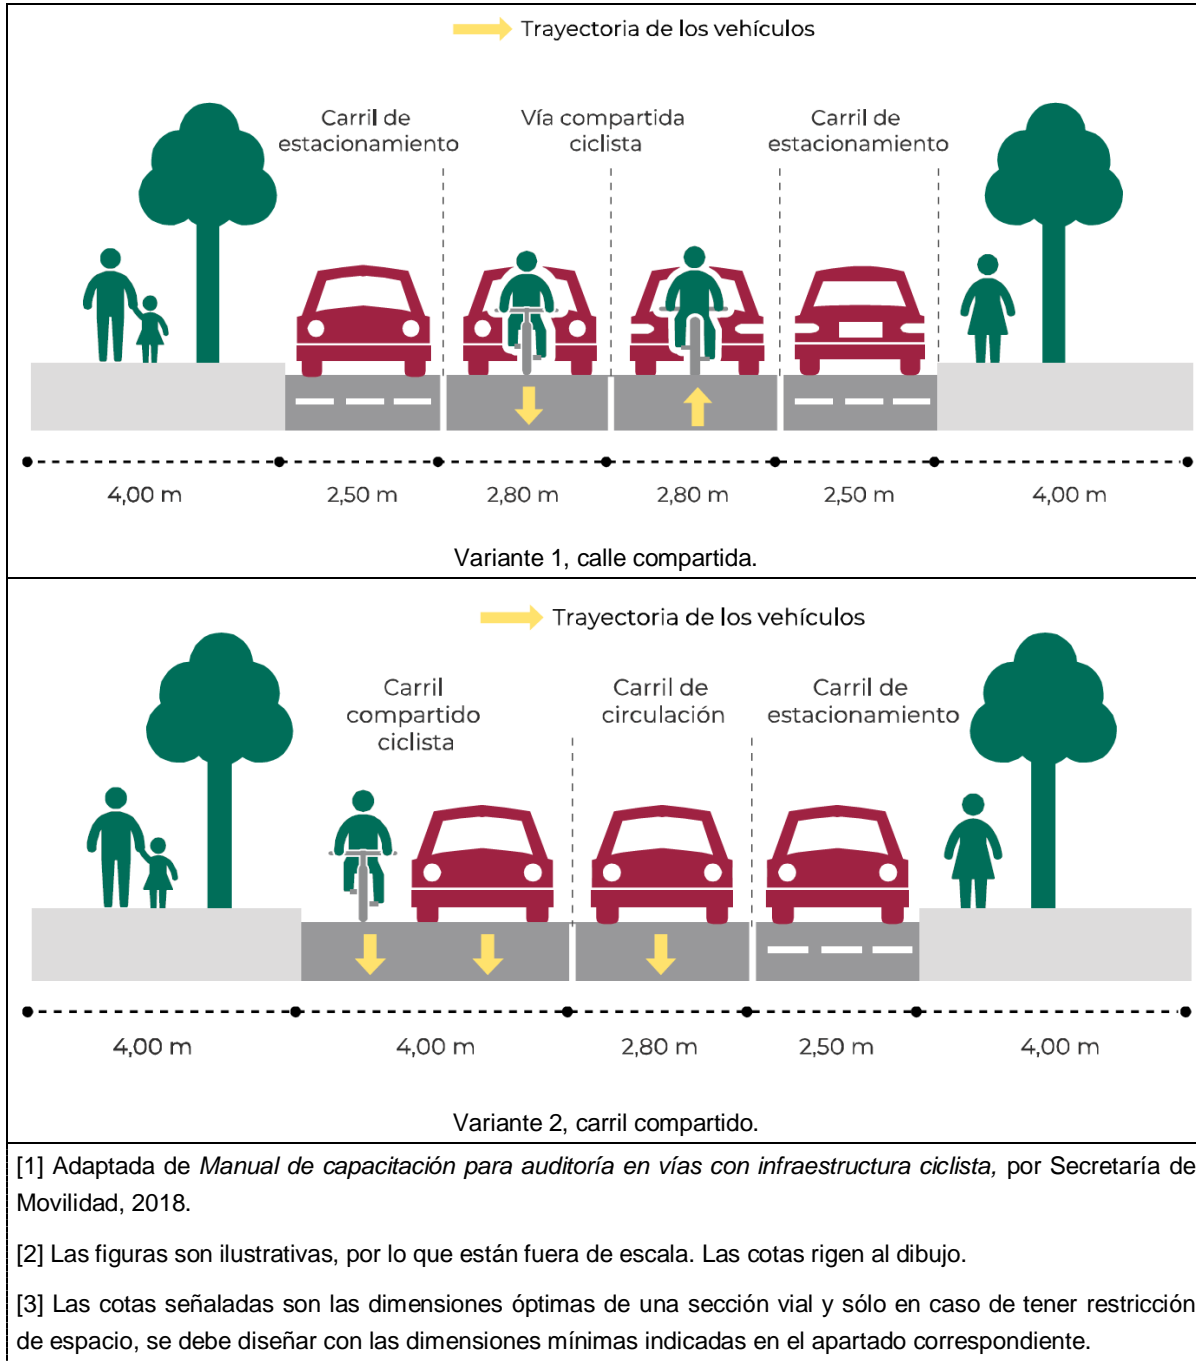 Trayectoria de los vehículos
Carril de
estacionamiento
Vía compartida
ciclista
Carril de
estacionamiento
4,00 m
2,50 m
2,80 m
2,80 m
2,50 m
4,00 m
Variante 1, calle compartida.
Trayectoria de los vehículos
Carril
compartido
ciclista
Carril de
circulación
Carril de
estacionamiento
4,00 m
4,00 m
2,80 m
2,50 m
4,00 m
Variante 2, carril compartido.
[1] Adaptada de Manual de capacitación para auditoría en vías con infraestructura ciclista, por Secretaría de
Movilidad, 2018.
[2] Las figuras son ilustrativas, por lo que están fuera de escala. Las cotas rigen al dibujo.
[3] Las cotas señaladas son las dimensiones óptimas de una sección vial y sólo en caso de tener restricción
de espacio, se debe diseñar con las dimensiones mínimas indicadas en el apartado correspondiente.